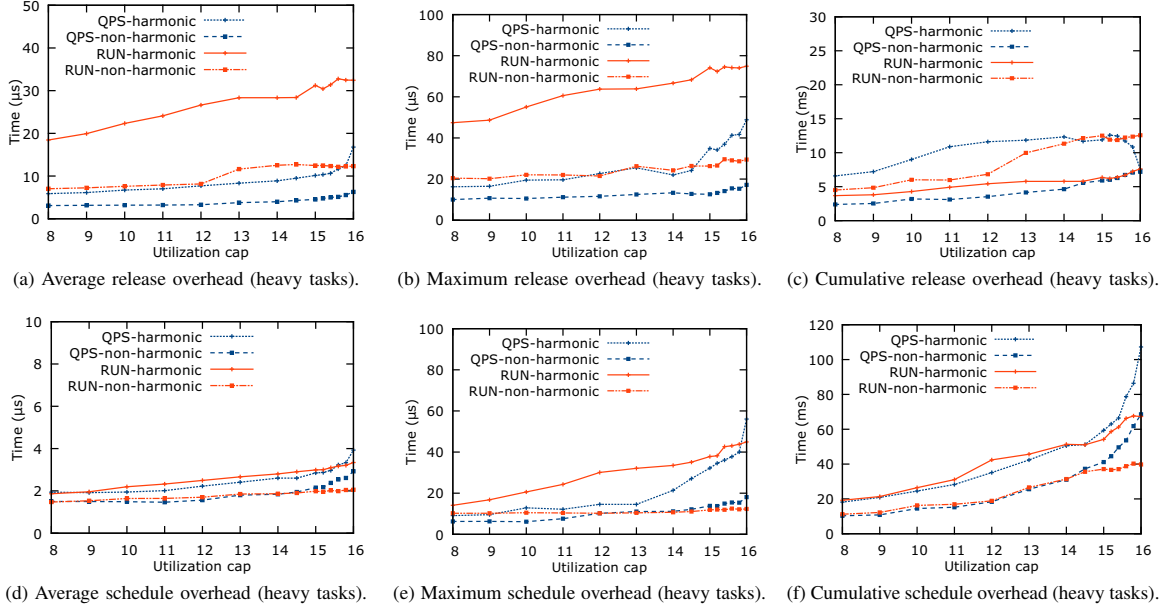 50
40
30
20
10
0
Time (µs)
QPS-harmonic
QPS-non-harmonic
RUN-harmonic
RUN-non-harmonic
8 9 10 11 12 13 14 15 16
Utilization cap
(a) Average release overhead (heavy tasks).
100
80
60
40
20
0
Time (µs)
QPS-harmonic
QPS-non-harmonic
RUN-harmonic
RUN-non-harmonic
8 9 10 11 12 13 14 15 16
Utilization cap
(b) Maximum release overhead (heavy tasks).
30
25
20
15
10
5
0
Time (ms)
QPS-harmonic
QPS-non-harmonic
RUN-harmonic
RUN-non-harmonic
8 9 10 11 12 13 14 15 16
Utilization cap
(c) Cumulative release overhead (heavy tasks).
10
8
6
4
2
0
Time (µs)
QPS-harmonic
QPS-non-harmonic
RUN-harmonic
RUN-non-harmonic
8 9 10 11 12 13 14 15 16
Utilization cap
(d) Average schedule overhead (heavy tasks).
100
80
60
40
20
0
Time (µs)
QPS-harmonic
QPS-non-harmonic
RUN-harmonic
RUN-non-harmonic
8 9 10 11 12 13 14 15 16
Utilization cap
(e) Maximum schedule overhead (heavy tasks).
120
100
80
60
40
20
0
Time (ms)
QPS-harmonic
QPS-non-harmonic
RUN-harmonic
RUN-non-harmonic
8 9 10 11 12 13 14 15 16
Utilization cap
(f) Cumulative schedule overhead (heavy tasks).